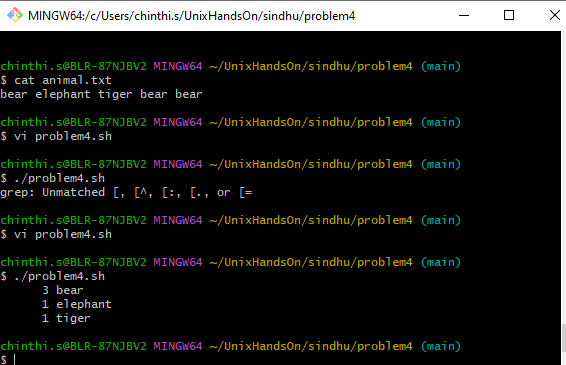 MINGW64:/c/Users/chinthi.s/UnixHandsOn/sindhu/problem4
chinthi.s@BLR-87NJBV2 MINGW64 ~/UnixHandsOn/sindhu/problem4 (main)
$ cat animal.txt
bear elephant tiger bear bear
chinthi.s@BLR-87NJBV2 MINGW64 ~/UnixHandsOn/sindhu/problem4 (main)
$ vi problem4.sh
chinthi.s@BLR-87NJBV2 MINGW64 ~/UnixHandsOn/sindhu/problem4 (main)
$ ./problem4.sh
grep: Unmatched [, [^, [:, [., or [=
chinthi.s@BLR-87NJBV2 MINGW64 ~/UnixHandsOn/sindhu/problem4 (main)
$ vi problem4.sh
chinthi.s@BLR-87NJBV2 MINGW64 ~/UnixHandsOn/sindhu/problem4 (main)
$ ./problem4.sh
3 bear
1 elephant
1 tiger
chinthi.s@BLR-87NJBV2 MINGW64 ~/UnixHandsOn/sindhu/problem4 (main)
$